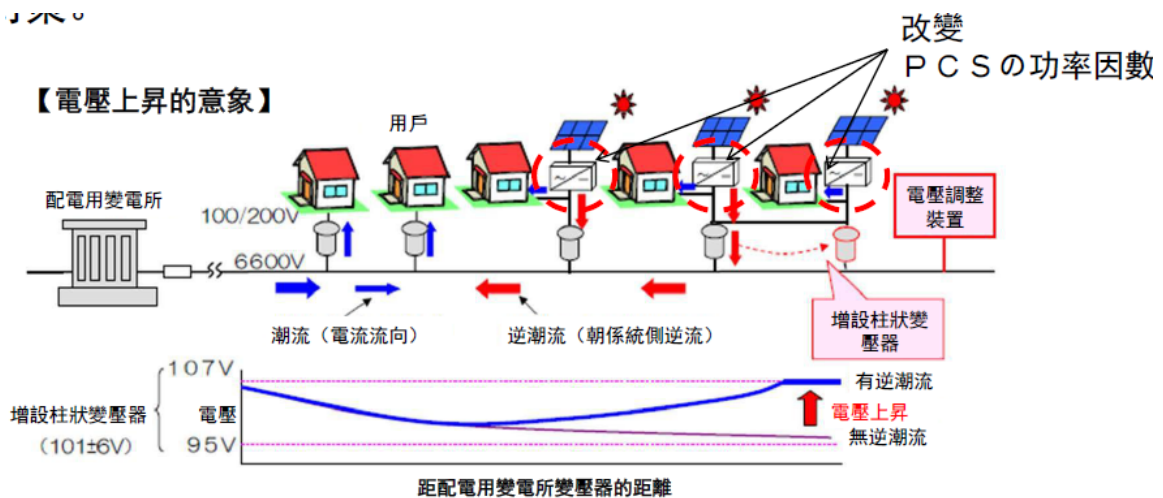 改變
ＰＣＳの功率因數
【電壓上昇的意象】
用戶
配電用變電所
100/200V
6600V
電壓調整
裝置
潮流（電流流向）
逆潮流（朝係統側逆流）
增設柱狀變
壓器
107V
有逆潮流
增設柱狀變壓器
（101±6V）
電壓
電壓上昇
無逆潮流
95V
距配電用變電所變壓器的距離